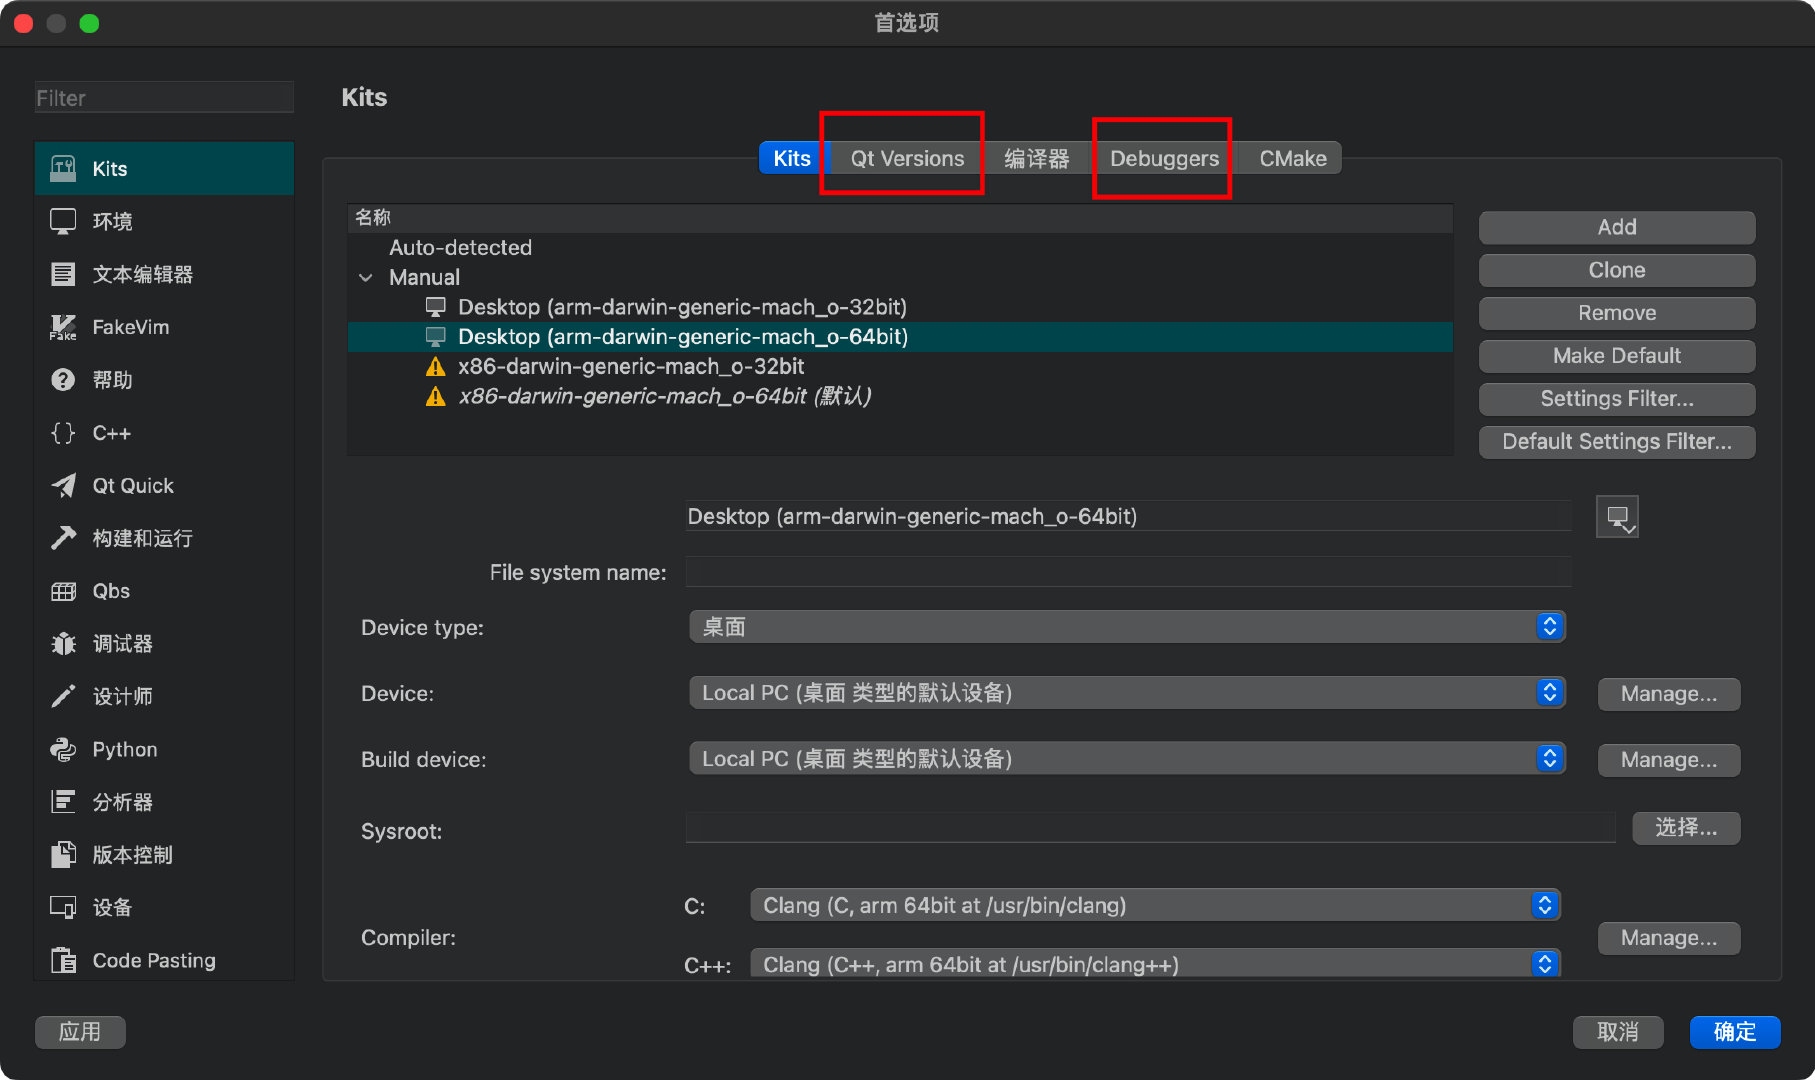 首选项
Filter
Kits
环境
文本编辑器
FakeVim
帮助
C++
Qt Quick
构建和运行
Qbs
调试器
设计师
Python
分析器
版本控制
设备
Code Pasting
Kits
Kits Qt Versions 编译器 Debuggers CMake
名称
Auto-detected
Manual
Desktop (arm-darwin-generic-mach_o-32bit)
Desktop (arm-darwin-generic-mach_o-64bit)
x86-darwin-generic-mach_o-32bit
x86-darwin-generic-mach_o-64bit (默认)
Add
Clone
Remove
Make Default
Settings Filter...
Default Settings Filter...
Desktop (arm-darwin-generic-mach_o-64bit)
File system name:
Device type: 桌面
Device: Local PC (桌面 类型的默认设备) Manage...
Build device: Local PC (桌面 类型的默认设备) Manage...
Sysroot: 选择...
Compiler:
C: Clang (C, arm 64bit at /usr/bin/clang)
Manage...
C++: Clang (C++, arm 64bit at /usr/bin/clang++)
应用 取消 确定